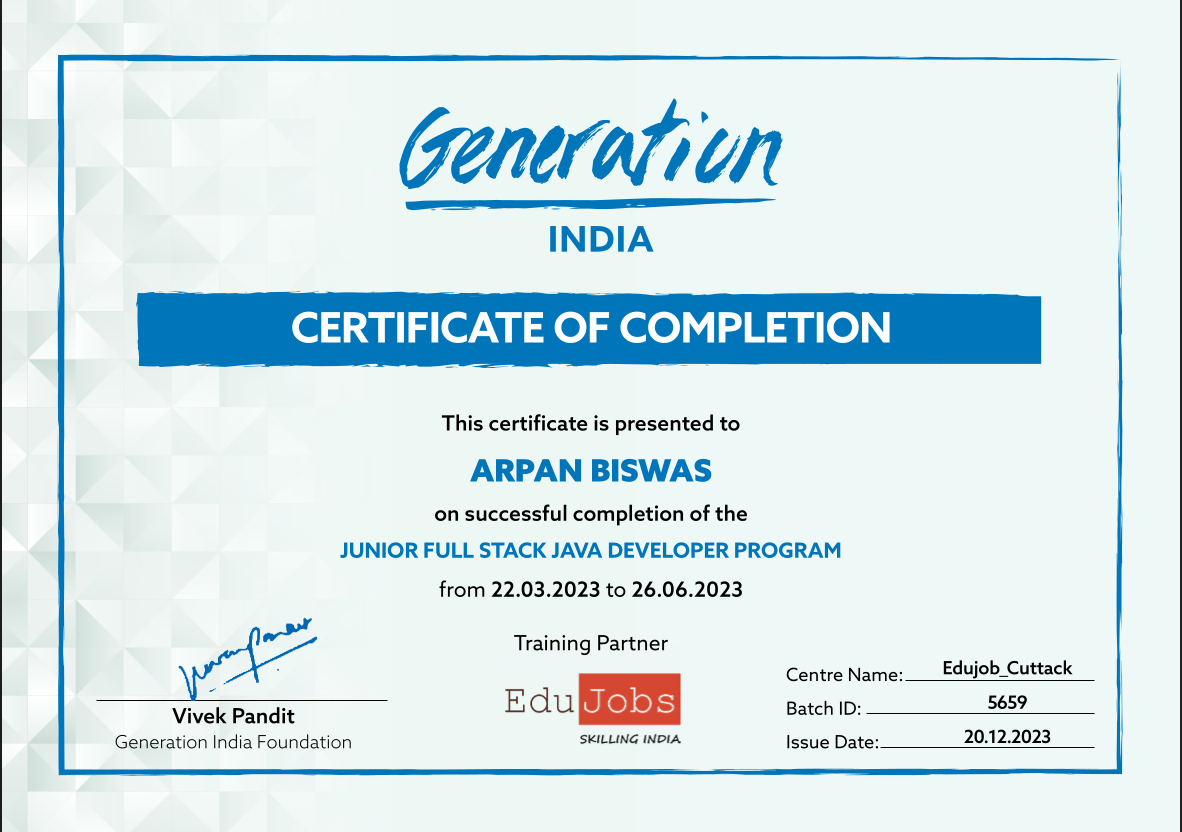 Generation
INDIA
CERTIFICATE OF COMPLETION
This certificate is presented to
ARPAN BISWAS
on successful completion of the
JUNIOR FULL STACK JAVA DEVELOPER PROGRAM
from 22.03.2023 to 26.06.2023
Vivek Pandit
Generation India Foundation
Training Partner
Edu Jobs
SKILLING INDIA
Centre Name: Edujob_Cuttack
Batch ID: 5659
Issue Date: 20.12.2023